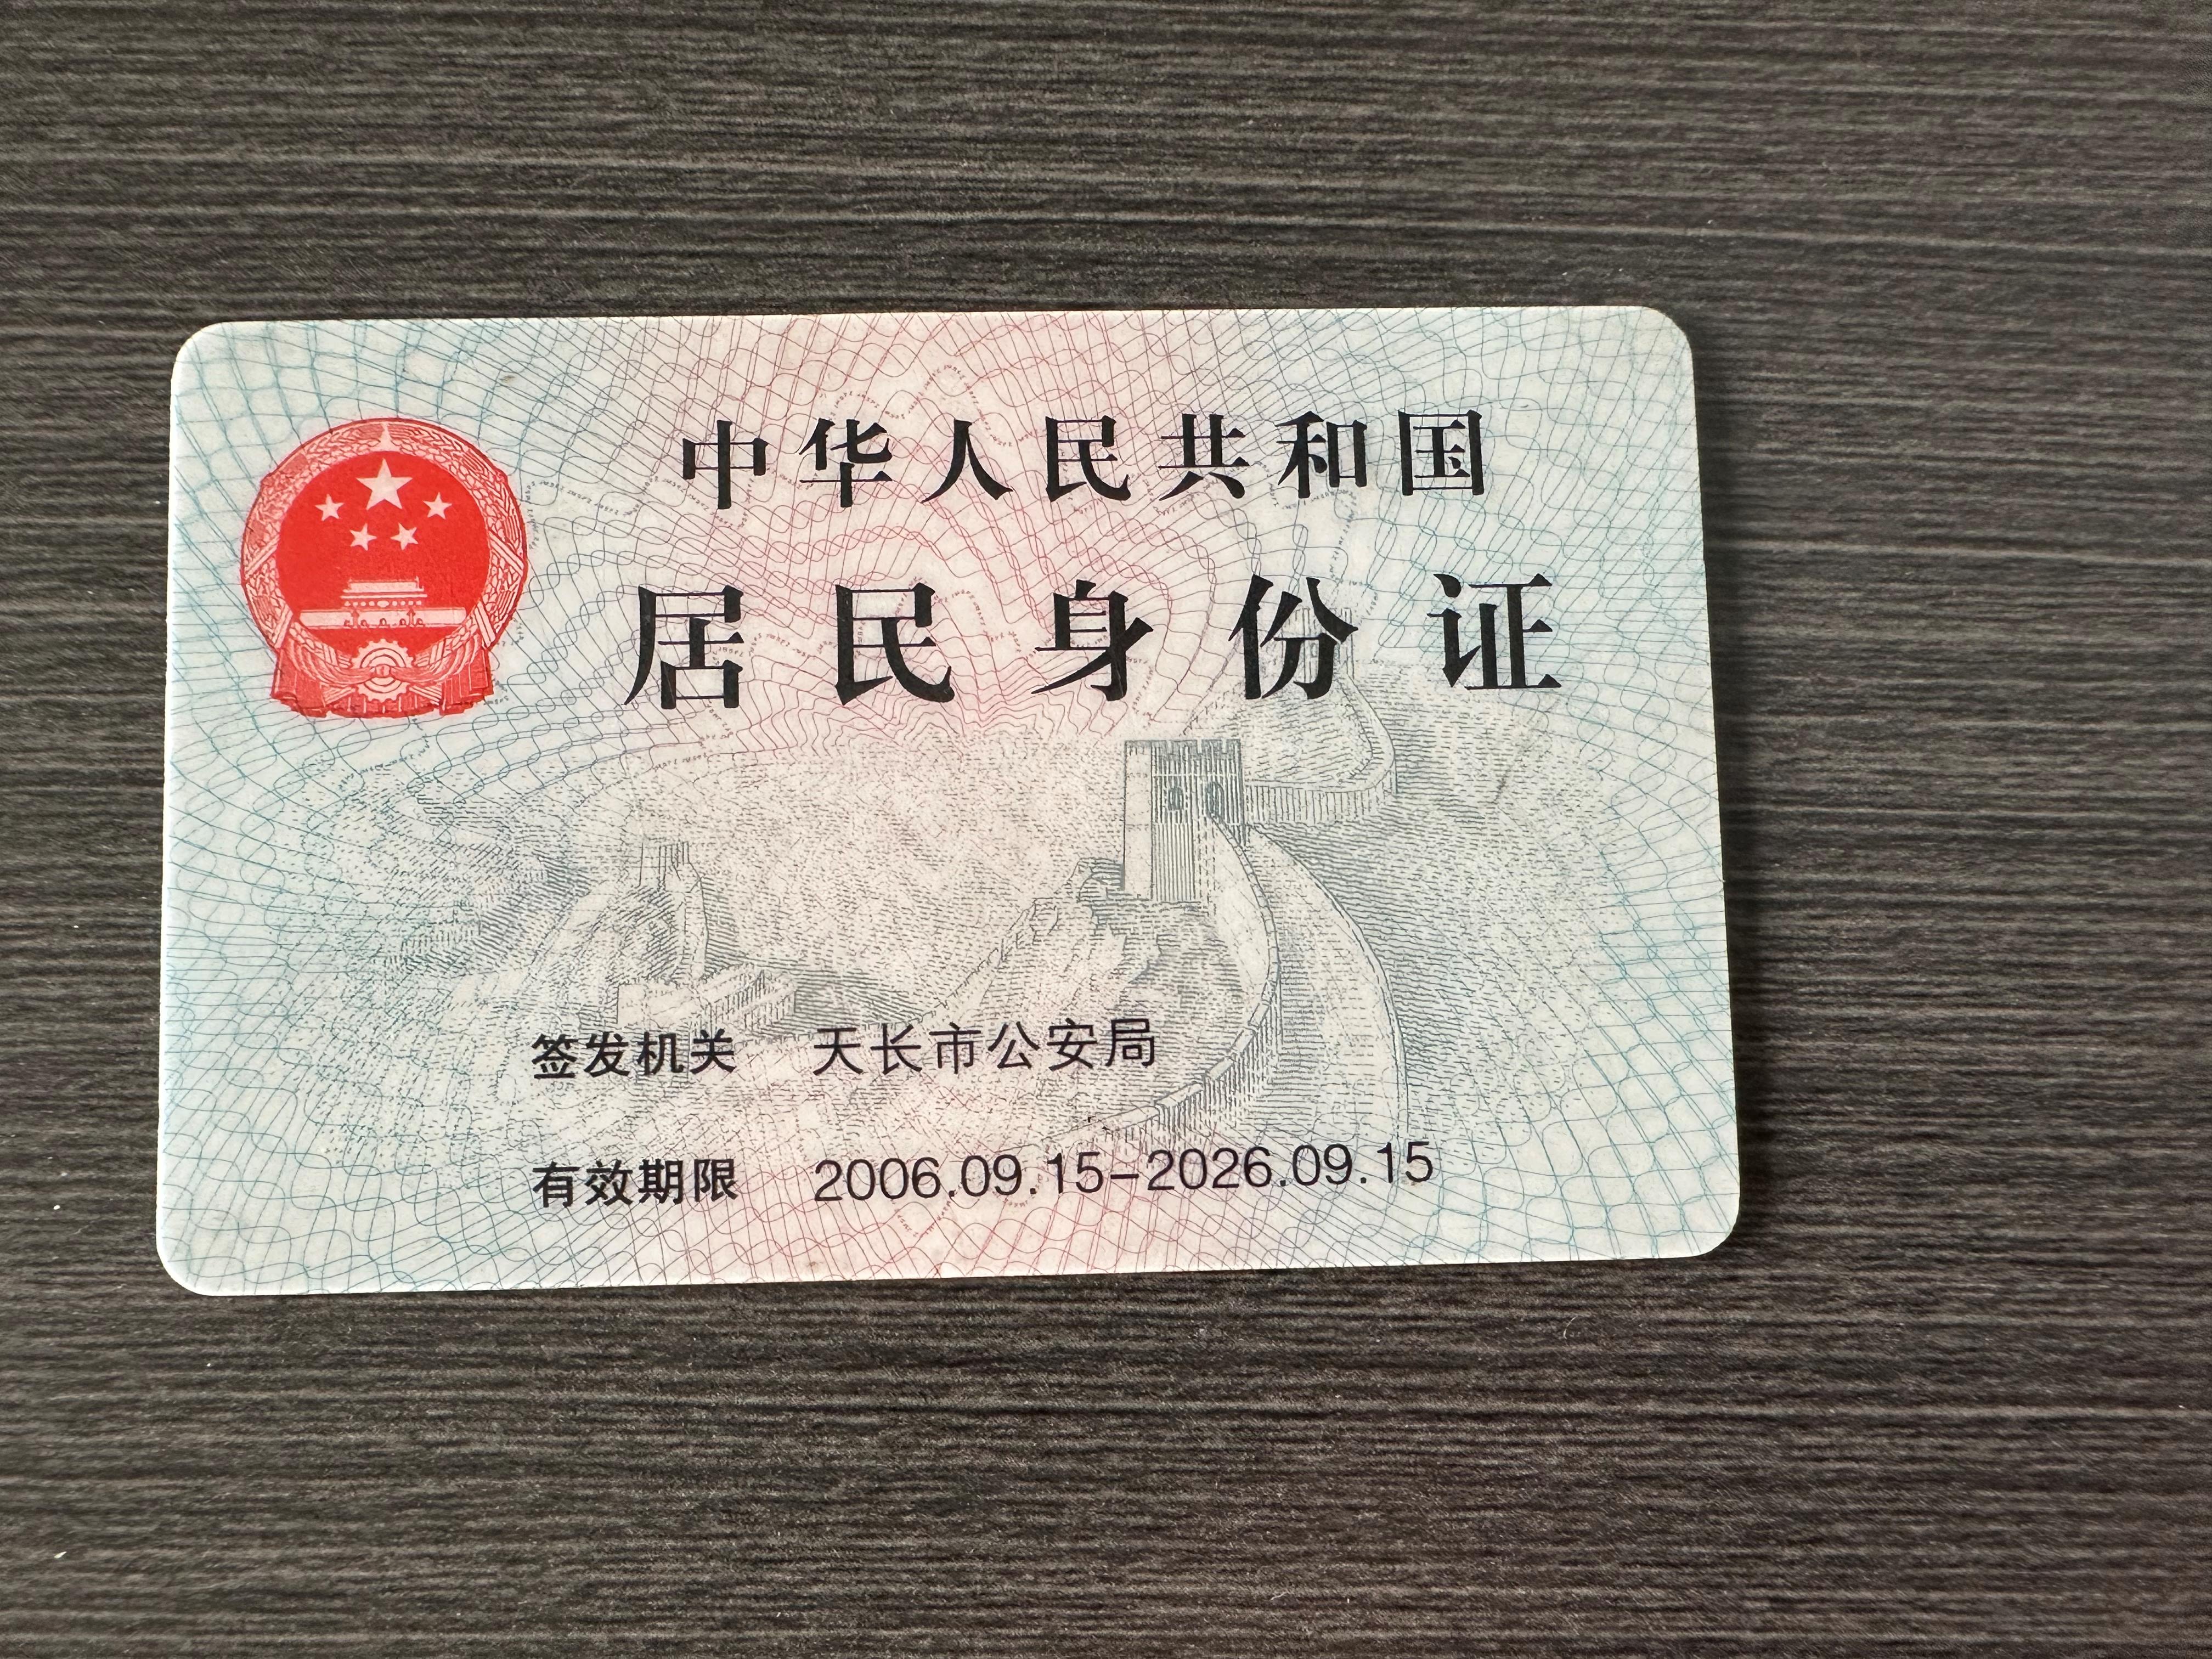 中华人民共和国
居民身份证
签发机关 天长市公安局
有效期限 2006.09.15-2026.09.15